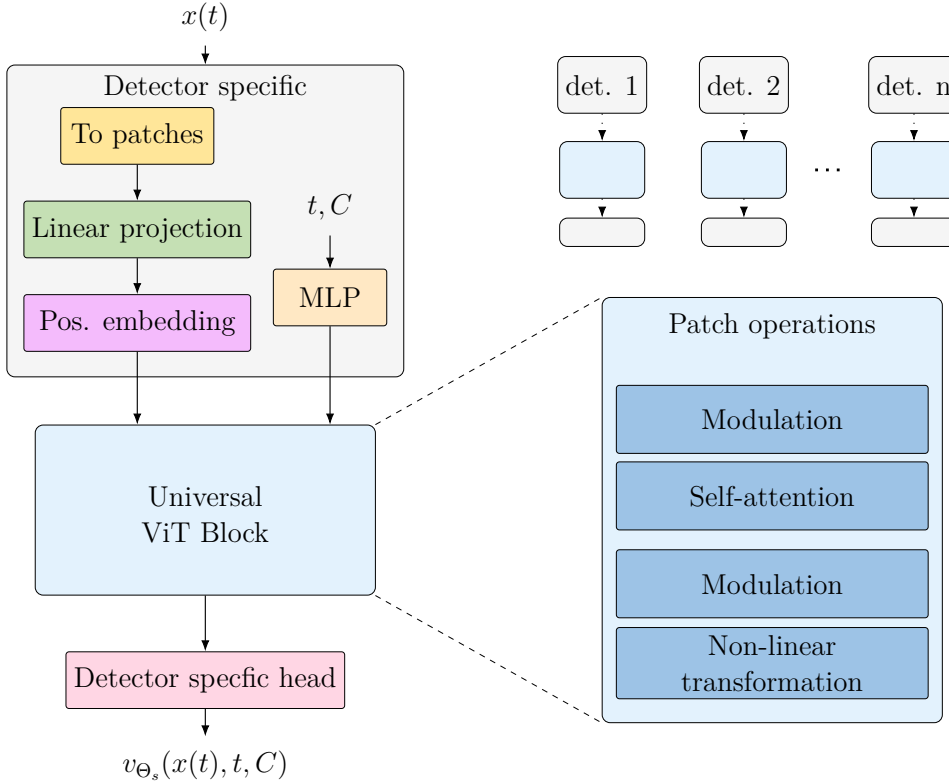 x(t)
Detector specific
To patches
Linear projection
Pos. embedding
t, C
MLP
Universal
ViT Block
Detector specfic head
v_{Θ_s}(x(t), t, C)
det. 1
det. 2
det. n
...
Patch operations
Modulation
Self-attention
Modulation
Non-linear
transformation